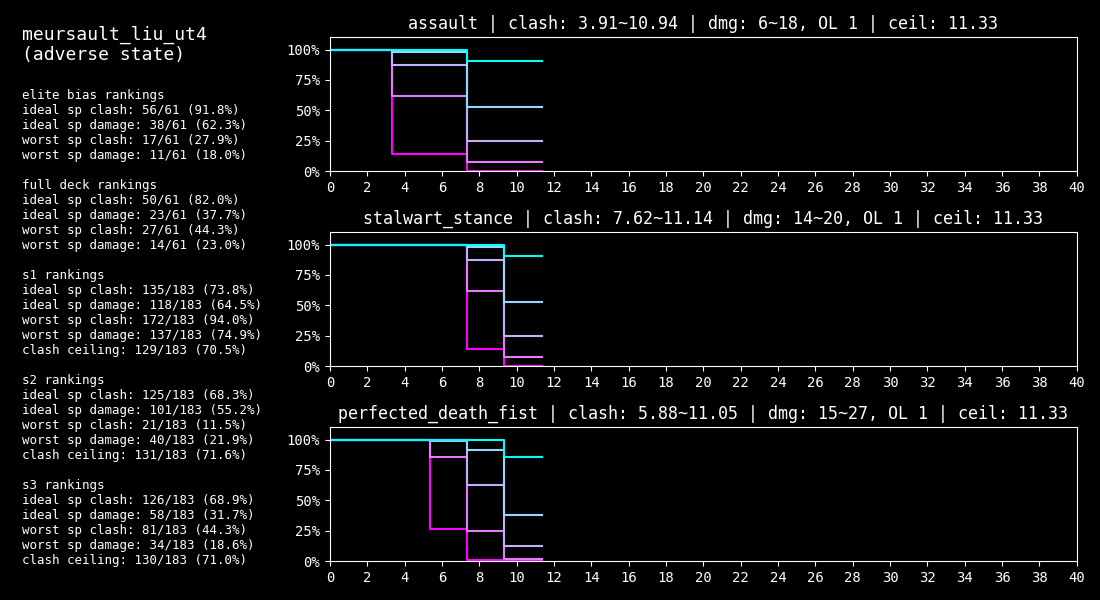 meursault_liu_ut4
(adverse state)
elite bias rankings
ideal sp clash: 56/61 (91.8%)
ideal sp damage: 38/61 (62.3%)
worst sp clash: 17/61 (27.9%)
worst sp damage: 11/61 (18.0%)
full deck rankings
ideal sp clash: 50/61 (82.0%)
ideal sp damage: 23/61 (37.7%)
worst sp clash: 27/61 (44.3%)
worst sp damage: 14/61 (23.0%)
s1 rankings
ideal sp clash: 135/183 (73.8%)
ideal sp damage: 118/183 (64.5%)
worst sp clash: 172/183 (94.0%)
worst sp damage: 137/183 (74.9%)
clash ceiling: 129/183 (70.5%)
s2 rankings
ideal sp clash: 125/183 (68.3%)
ideal sp damage: 101/183 (55.2%)
worst sp clash: 21/183 (11.5%)
worst sp damage: 40/183 (21.9%)
clash ceiling: 131/183 (71.6%)
s3 rankings
ideal sp clash: 126/183 (68.9%)
ideal sp damage: 58/183 (31.7%)
worst sp clash: 81/183 (44.3%)
worst sp damage: 34/183 (18.6%)
clash ceiling: 130/183 (71.0%)
assault | clash: 3.91~10.94 | dmg: 6~18, OL 1 | ceil: 11.33
100%
75%
50%
25%
0%
0 2 4 6 8 10 12 14 16 18 20 22 24 26 28 30 32 34 36 38 40
stalwart_stance | clash: 7.62~11.14 | dmg: 14~20, OL 1 | ceil: 11.33
100%
75%
50%
25%
0%
0 2 4 6 8 10 12 14 16 18 20 22 24 26 28 30 32 34 36 38 40
perfected_death_fist | clash: 5.88~11.05 | dmg: 15~27, OL 1 | ceil: 11.33
100%
75%
50%
25%
0%
0 2 4 6 8 10 12 14 16 18 20 22 24 26 28 30 32 34 36 38 40